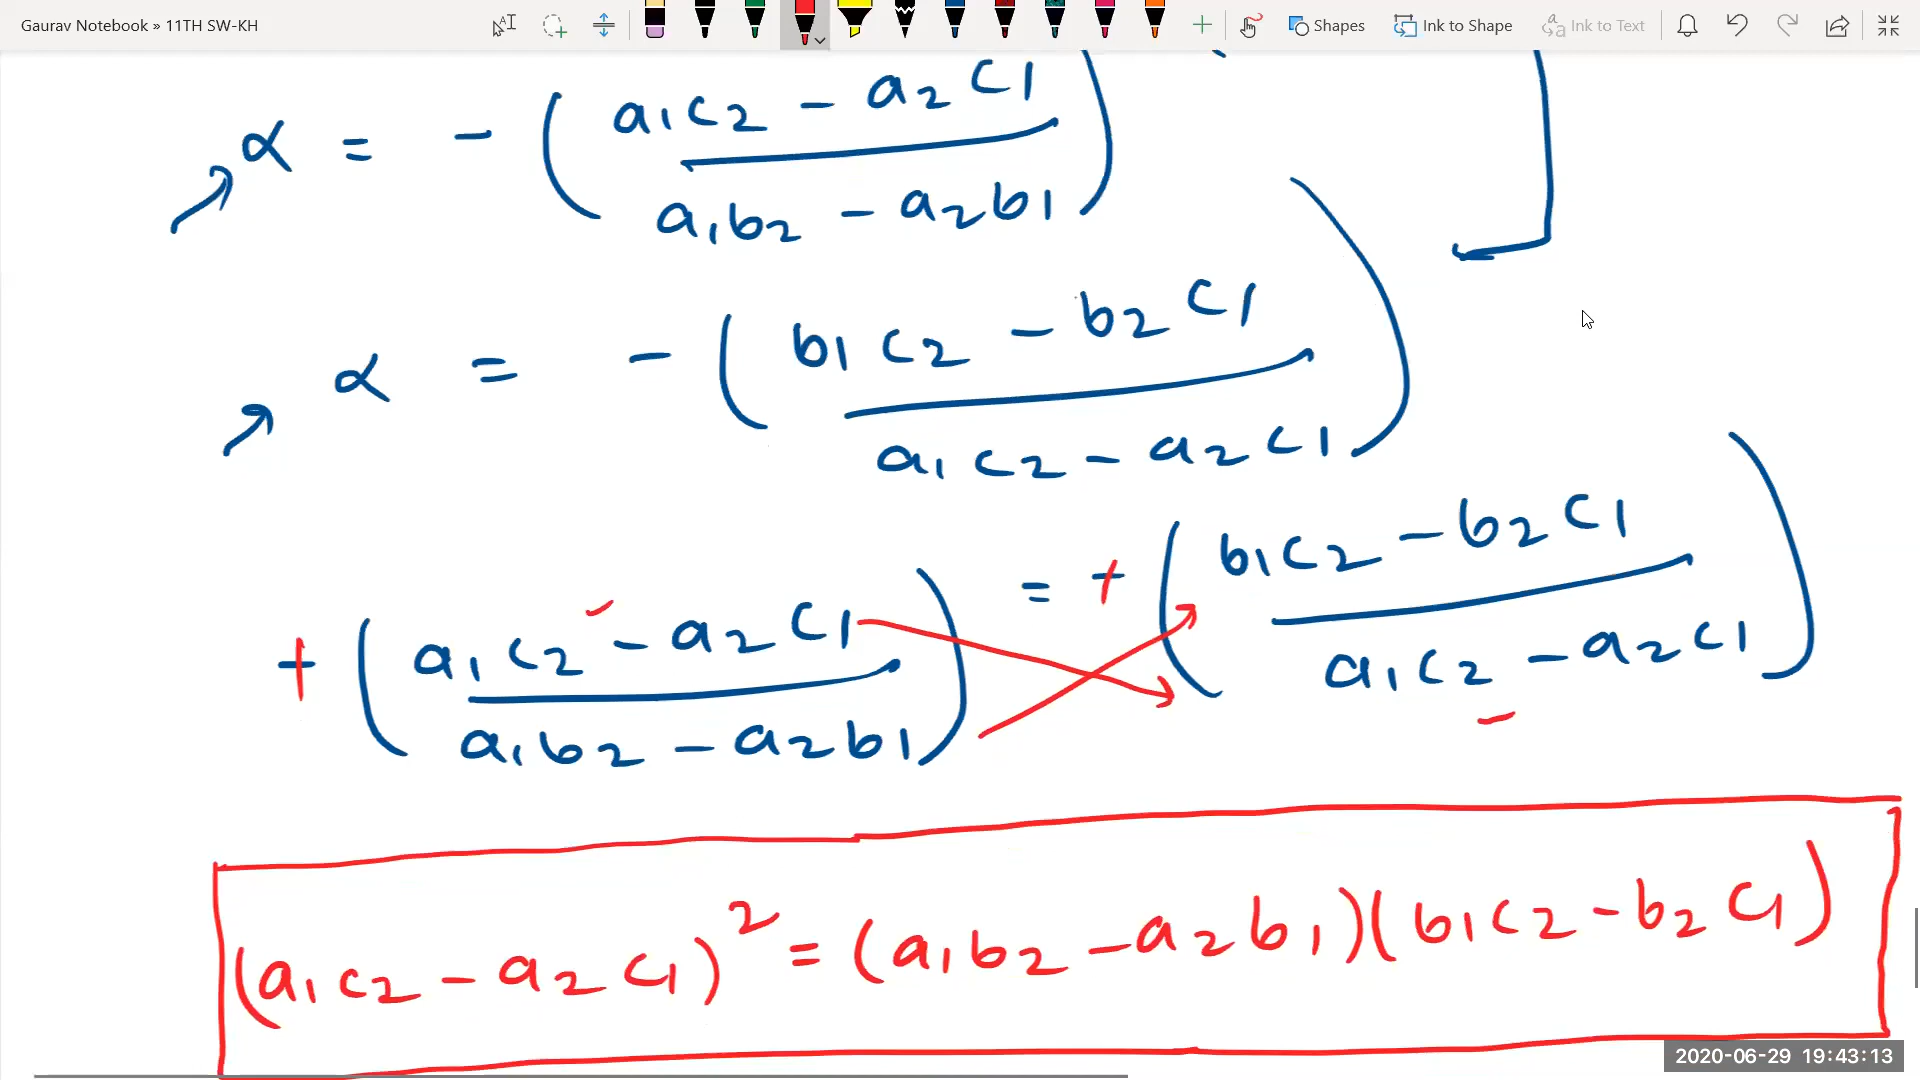 Gaurav Notebook » 11TH SW-KH
Shapes
Ink to Shape
Ink to Text
α = - ( a1c2 - a2c1 / a1b2 - a2b1 )
α = - ( b1c2 - b2c1 / a1c2 - a2c1 )
+ ( a1c2 - a2c1 / a1b2 - a2b1 ) = + ( b1c2 - b2c1 / a1c2 - a2c1 )
(a1c2 - a2c1)² = (a1b2 - a2b1)(b1c2 - b2c1)
2020-06-29 19:43:13